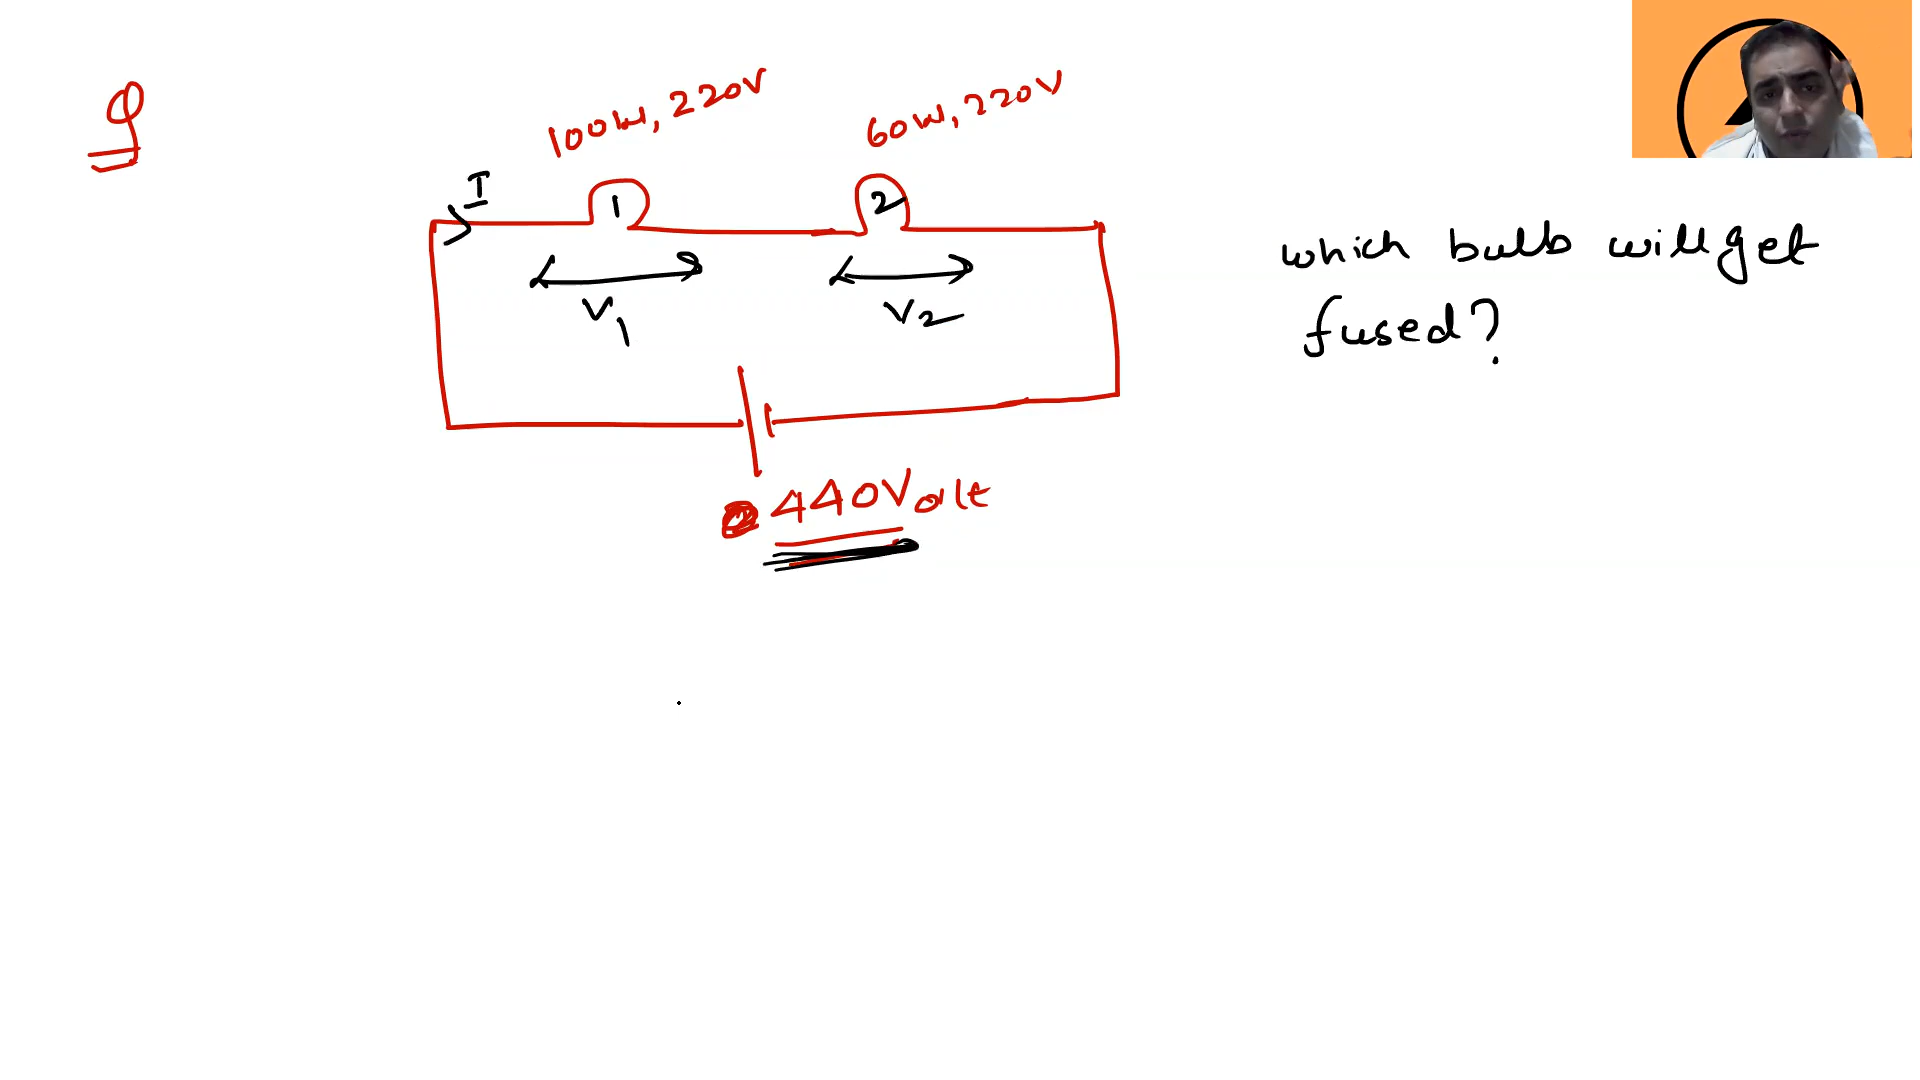 Q
100W, 220V
60W, 220V
I
1
2
V1
V2
which bulb will get
fused?
440Volt